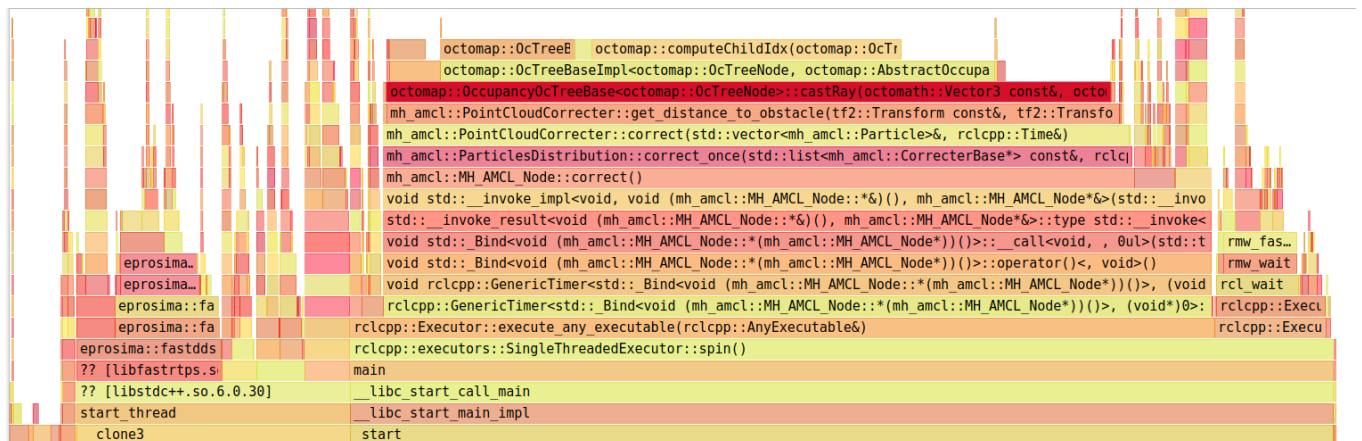 octomap::OcTreeB octomap::computeChildIdx(octomap::OcTr
octomap::OcTreeBaseImpl<octomap::OcTreeNode, octomap::AbstractOccupa
octomap::OccupancyOcTreeBase<octomap::OcTreeNode>::castRay(octomath::Vector3 const&, octo
mh_amcl::PointCloudCorrecter::get_distance_to_obstacle(tf2::Transform const&, tf2::Transfo
mh_amcl::PointCloudCorrecter::correct(std::vector<mh_amcl::Particle>&, rclcpp::Time&)
mh_amcl::ParticlesDistribution::correct_once(std::list<mh_amcl::CorrecterBase*> const&, rclc
mh_amcl::MH_AMCL_Node::correct()
void std::__invoke_impl<void, void (mh_amcl::MH_AMCL_Node::*&)(), mh_amcl::MH_AMCL_Node*&>(std::__invo
std::__invoke_result<void (mh_amcl::MH_AMCL_Node::*&)(), mh_amcl::MH_AMCL_Node*&>::type std::__invoke<
void std::_Bind<void (mh_amcl::MH_AMCL_Node::*(mh_amcl::MH_AMCL_Node*))()>::__call<void, , 0ul>(std::t rmw_fas…
eprosima… void std::_Bind<void (mh_amcl::MH_AMCL_Node::*(mh_amcl::MH_AMCL_Node*))()>::operator()<, void>() rmw_wait
eprosima… void rclcpp::GenericTimer<std::_Bind<void (mh_amcl::MH_AMCL_Node::*(mh_amcl::MH_AMCL_Node*))()>, (void rcl_wait
eprosima::fa rclcpp::GenericTimer<std::_Bind<void (mh_amcl::MH_AMCL_Node::*(mh_amcl::MH_AMCL_Node*))()>, (void*)0>: rclcpp::Execu
eprosima::fa rclcpp::Executor::execute_any_executable(rclcpp::AnyExecutable&) rclcpp::Execu
eprosima::fastdds rclcpp::executors::SingleThreadedExecutor::spin()
?? [libfastrtps.s main
?? [libstdc++.so.6.0.30] __libc_start_call_main
start_thread __libc_start_main_impl
__clone3 _start